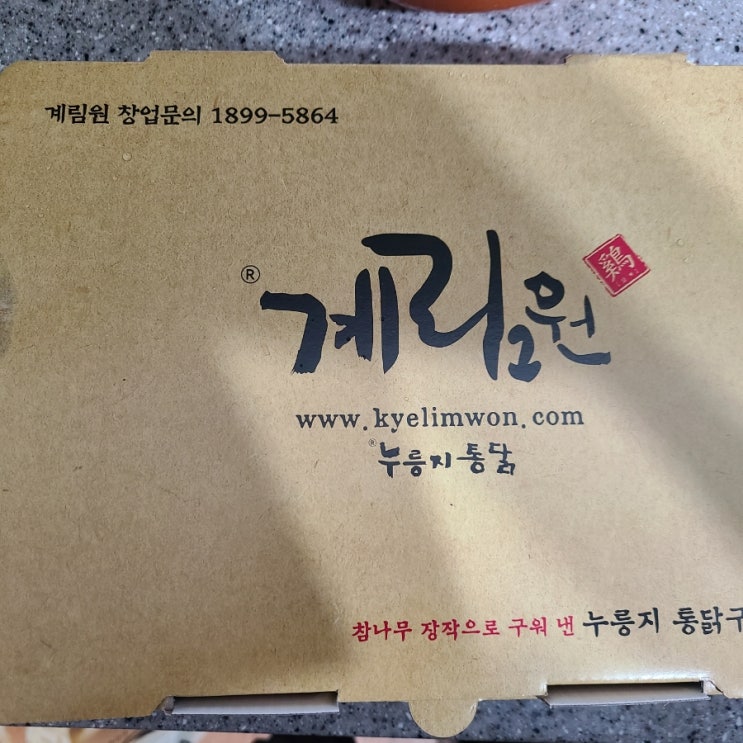 계림원 창업문의 1899-5864
® 계림원 鷄
www.kyelimwon.com
® 누룽지 통닭
참나무 장작으로 구워 낸 누룽지 통닭구